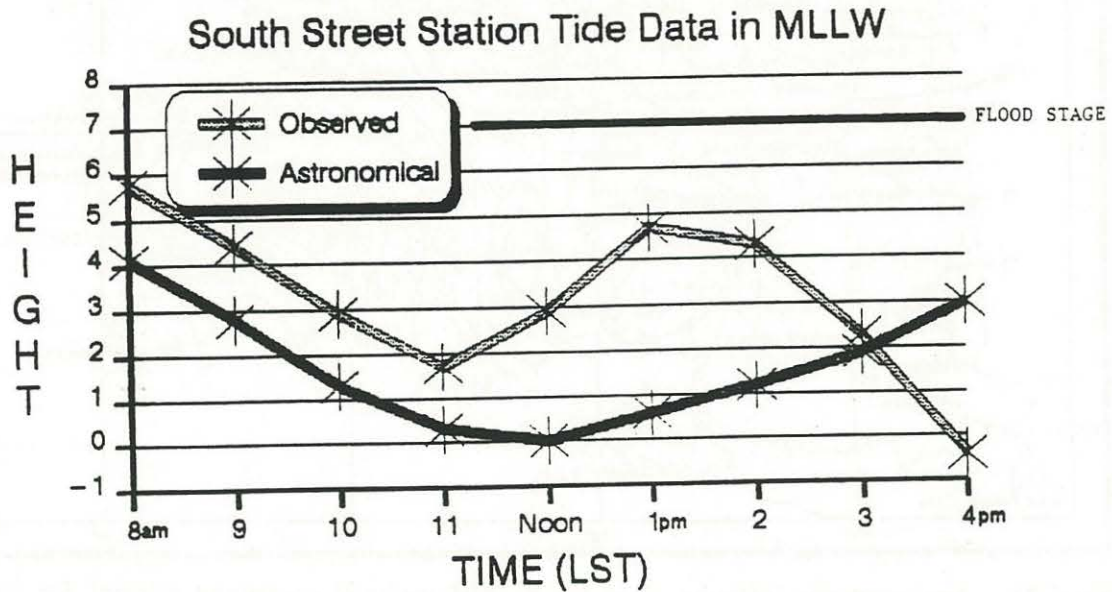 South Street Station Tide Data in MLLW
8
7
6
5
4
3
2
1
0
-1
HEIGHT
Observed
Astronomical
FLOOD STAGE
8am 9 10 11 Noon 1pm 2 3 4pm
TIME (LST)